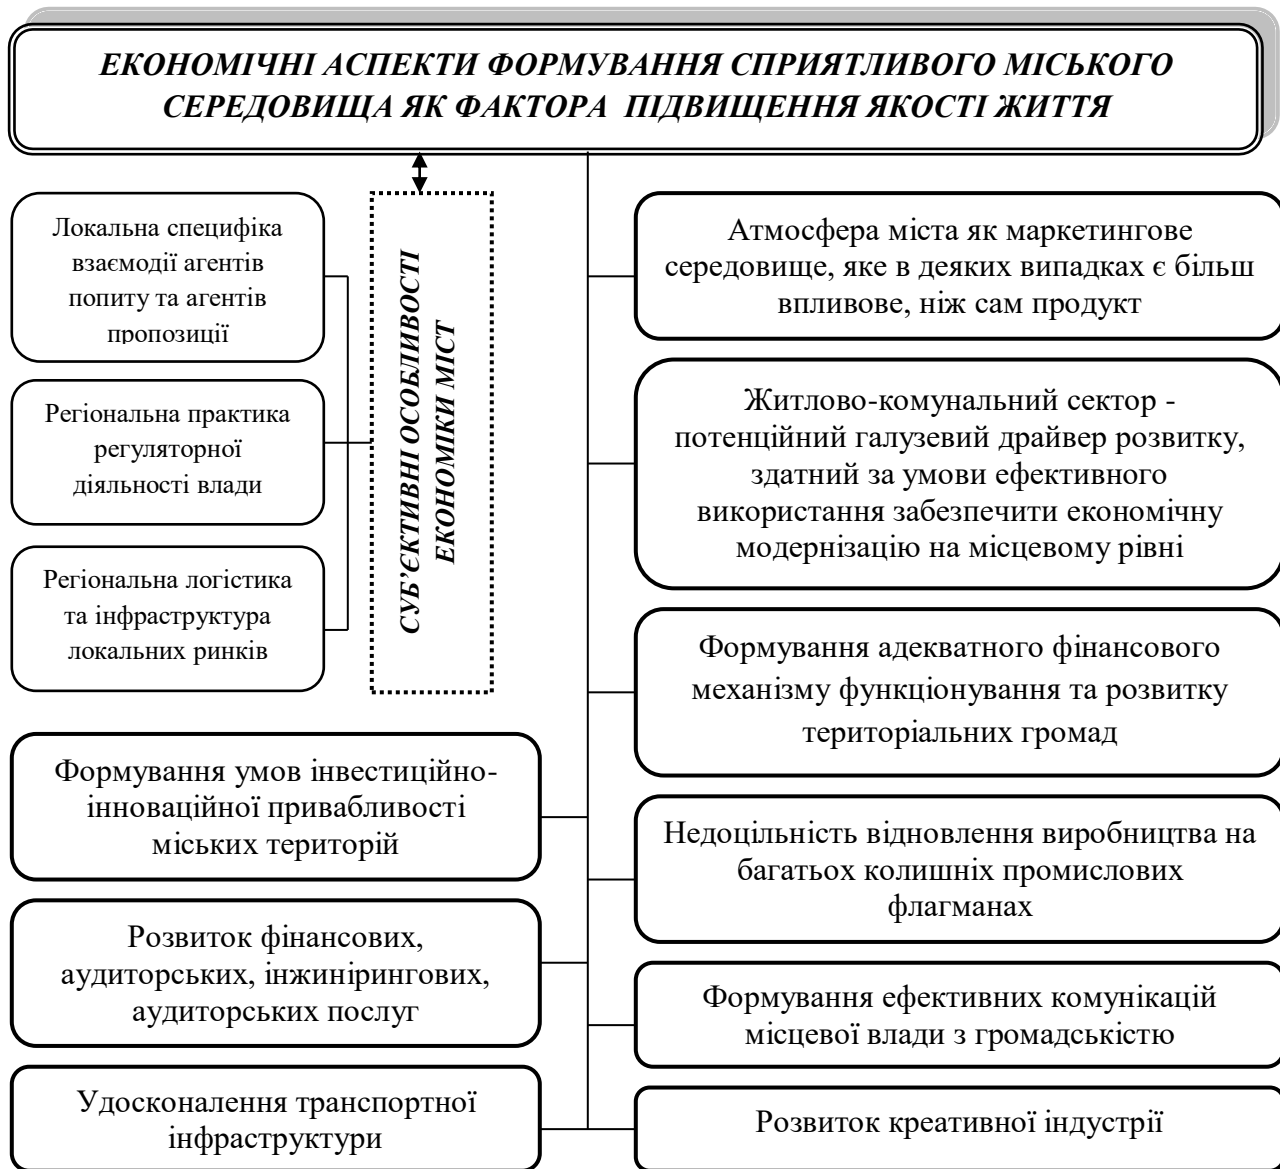 ЕКОНОМІЧНІ АСПЕКТИ ФОРМУВАННЯ СПРИЯТЛИВОГО МІСЬКОГО
СЕРЕДОВИЩА ЯК ФАКТОРА ПІДВИЩЕННЯ ЯКОСТІ ЖИТТЯ
Локальна специфіка
взаємодії агентів
попиту та агентів
пропозиції
Регіональна практика
регуляторної
діяльності влади
Регіональна логістика
та інфраструктура
локальних ринків
СУБ’ЄКТИВНІ ОСОБЛИВОСТІ
ЕКОНОМІКИ МІСТ
Атмосфера міста як маркетингове
середовище, яке в деяких випадках є більш
впливове, ніж сам продукт
Житлово-комунальний сектор -
потенційний галузевий драйвер розвитку,
здатний за умови ефективного
використання забезпечити економічну
модернізацію на місцевому рівні
Формування адекватного фінансового
механізму функціонування та розвитку
територіальних громад
Формування умов інвестиційно-
інноваційної привабливості
міських територій
Недоцільність відновлення виробництва на
багатьох колишніх промислових
флагманах
Розвиток фінансових,
аудиторських, інжинірингових,
аудиторських послуг
Формування ефективних комунікацій
місцевої влади з громадськістю
Удосконалення транспортної
інфраструктури
Розвиток креативної індустрії